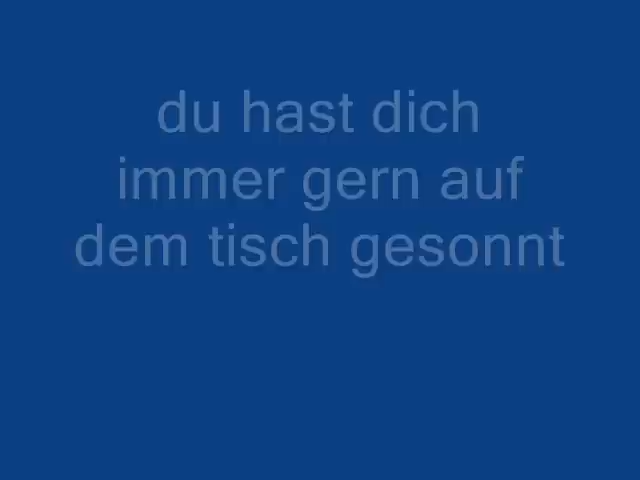 du hast dich
immer gern auf
dem tisch gesonnt